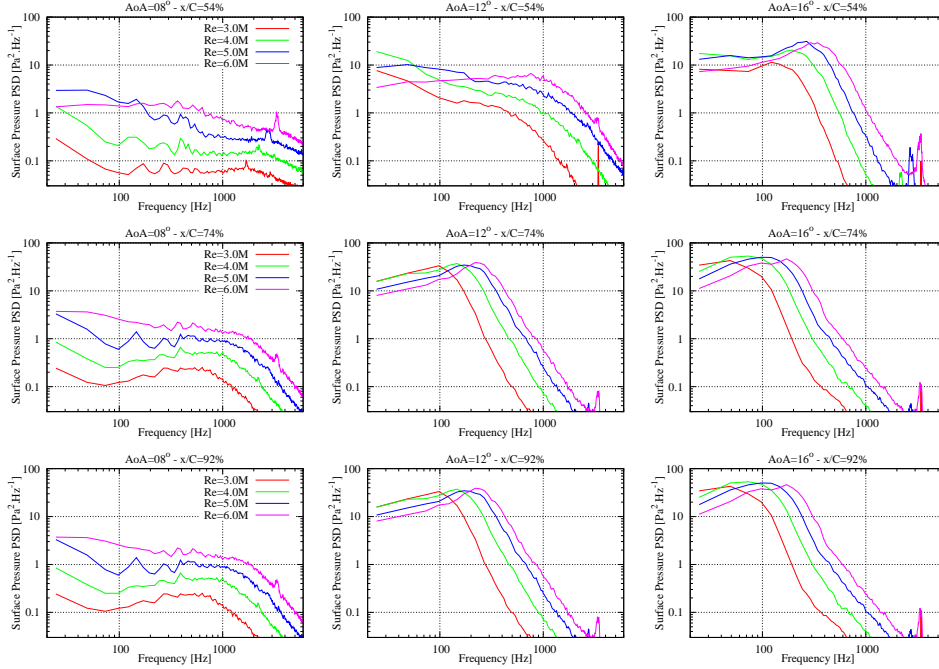 AoA=08° - x/C=54%
Surface Pressure PSD [Pa².Hz⁻¹]
100
10
1
0.1
100
1000
Frequency [Hz]
Re=3.0M
Re=4.0M
Re=5.0M
Re=6.0M
AoA=12° - x/C=54%
Surface Pressure PSD [Pa².Hz⁻¹]
100
10
1
0.1
100
1000
Frequency [Hz]
AoA=16° - x/C=54%
Surface Pressure PSD [Pa².Hz⁻¹]
100
10
1
0.1
100
1000
Frequency [Hz]
AoA=08° - x/C=74%
Surface Pressure PSD [Pa².Hz⁻¹]
100
10
1
0.1
100
1000
Frequency [Hz]
Re=3.0M
Re=4.0M
Re=5.0M
Re=6.0M
AoA=12° - x/C=74%
Surface Pressure PSD [Pa².Hz⁻¹]
100
10
1
0.1
100
1000
Frequency [Hz]
AoA=16° - x/C=74%
Surface Pressure PSD [Pa².Hz⁻¹]
100
10
1
0.1
100
1000
Frequency [Hz]
AoA=08° - x/C=92%
Surface Pressure PSD [Pa².Hz⁻¹]
100
10
1
0.1
100
1000
Frequency [Hz]
Re=3.0M
Re=4.0M
Re=5.0M
Re=6.0M
AoA=12° - x/C=92%
Surface Pressure PSD [Pa².Hz⁻¹]
100
10
1
0.1
100
1000
Frequency [Hz]
AoA=16° - x/C=92%
Surface Pressure PSD [Pa².Hz⁻¹]
100
10
1
0.1
100
1000
Frequency [Hz]